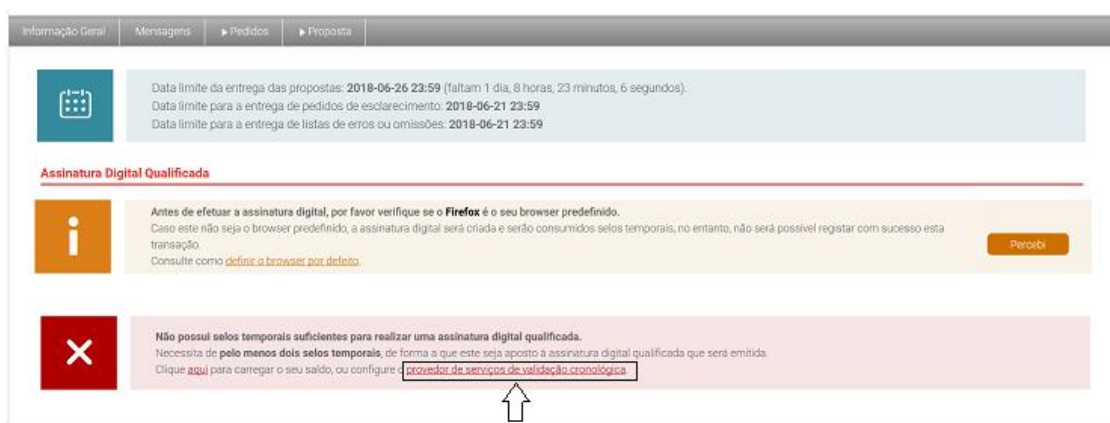 Informação Geral
Mensagens
Pedidos
Proposta
Data limite da entrega das propostas: 2018-06-26 23:59 (faltam 1 dia, 8 horas, 23 minutos, 6 segundos).
Data limite para a entrega de pedidos de esclarecimento: 2018-06-21 23:59
Data limite para a entrega de listas de erros ou omissões: 2018-06-21 23:59
Assinatura Digital Qualificada
Antes de efetuar a assinatura digital, por favor verifique se o Firefox é o seu browser predefinido.
Caso este não seja o browser predefinido, a assinatura digital será criada e serão consumidos selos temporais, no entanto, não será possível registar com sucesso esta
transação.
Consulte como definir o browser por defeito.
Percebi
Não possui selos temporais suficientes para realizar uma assinatura digital qualificada.
Necessita de pelo menos dois selos temporais, de forma a que este seja aposto à assinatura digital qualificada que será emitida.
Clique aqui para carregar o seu saldo, ou configure o provedor de serviços de validação cronológica.